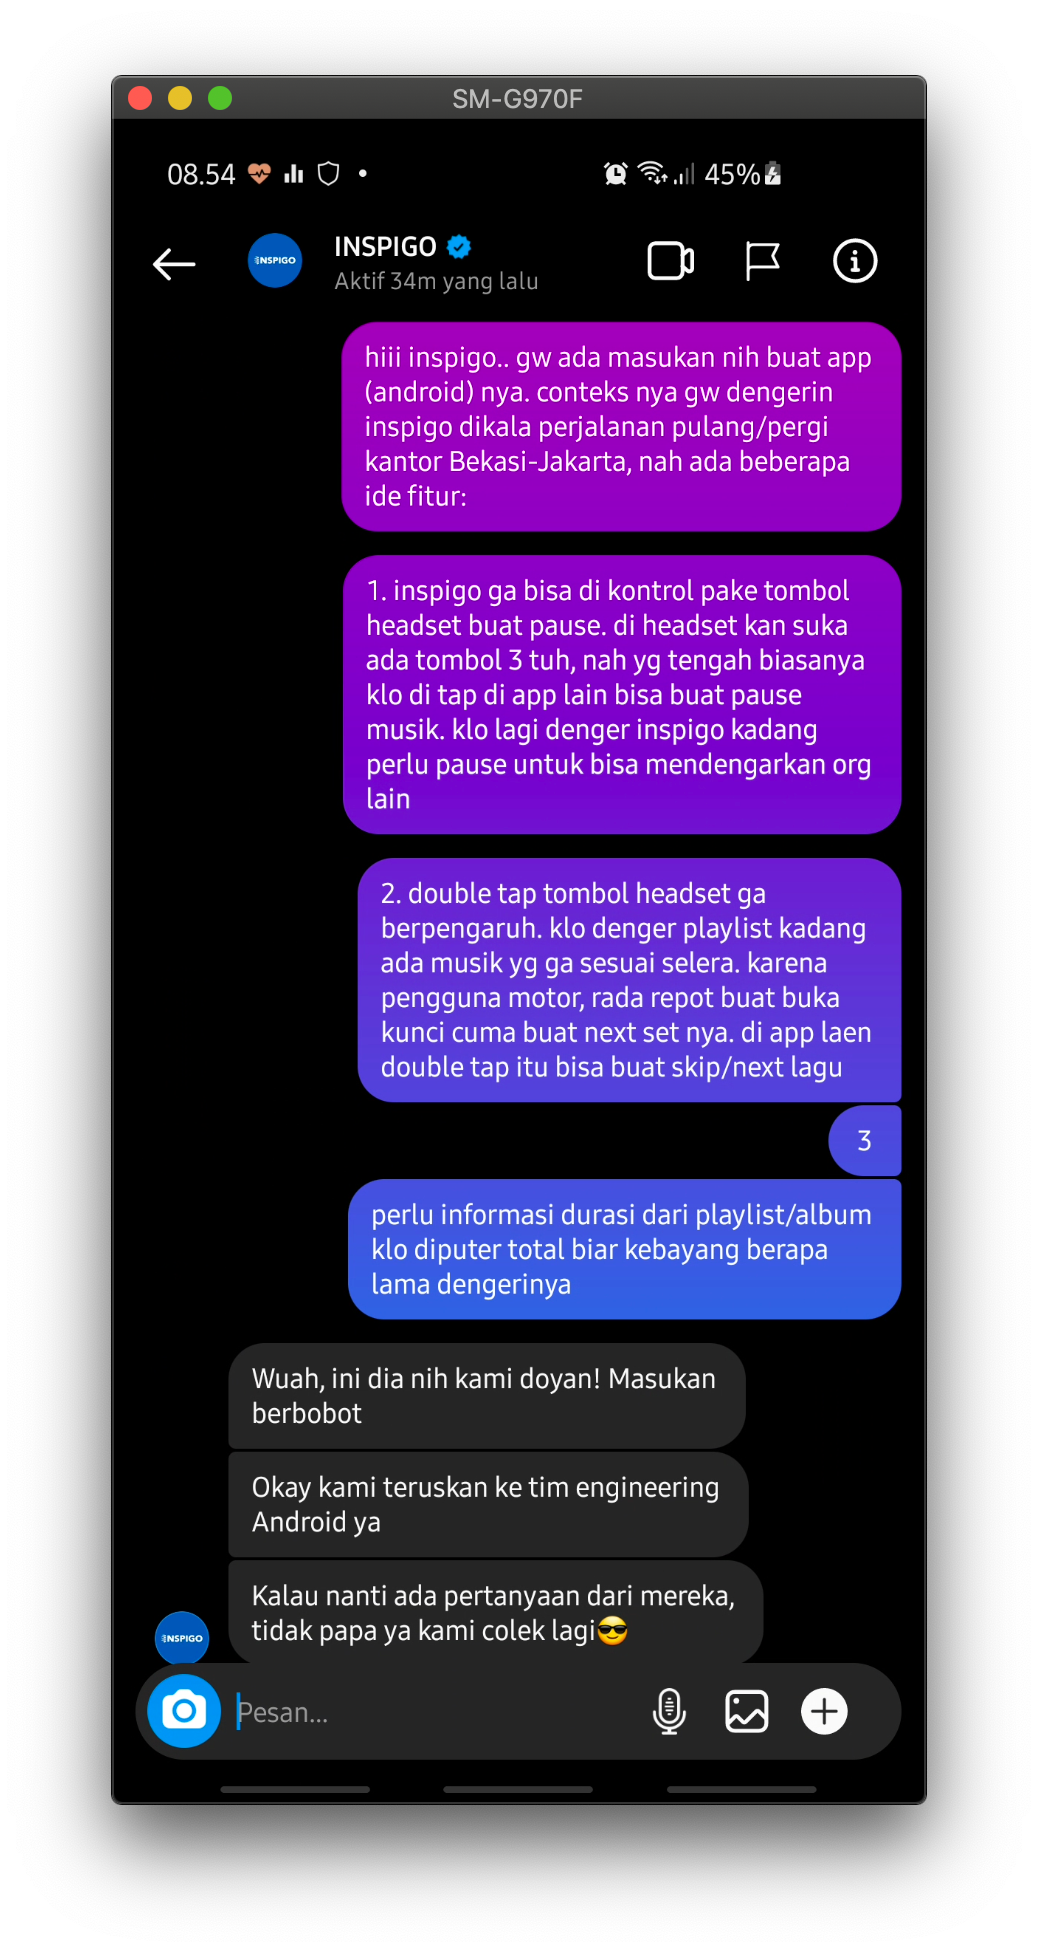 SM-G970F
08.54
45%
INSPIGO
INSPIGO
Aktif 34m yang lalu
hiii inspigo.. gw ada masukan nih buat app
(android) nya. conteks nya gw dengerin
inspigo dikala perjalanan pulang/pergi
kantor Bekasi-Jakarta, nah ada beberapa
ide fitur:
1. inspigo ga bisa di kontrol pake tombol
headset buat pause. di headset kan suka
ada tombol 3 tuh, nah yg tengah biasanya
klo di tap di app lain bisa buat pause
musik. klo lagi denger inspigo kadang
perlu pause untuk bisa mendengarkan org
lain
2. double tap tombol headset ga
berpengaruh. klo denger playlist kadang
ada musik yg ga sesuai selera. karena
pengguna motor, rada repot buat buka
kunci cuma buat next set nya. di app laen
double tap itu bisa buat skip/next lagu
3
perlu informasi durasi dari playlist/album
klo diputer total biar kebayang berapa
lama dengerinya
Wuah, ini dia nih kami doyan! Masukan
berbobot
Okay kami teruskan ke tim engineering
Android ya
Kalau nanti ada pertanyaan dari mereka,
tidak papa ya kami colek lagi😎
INSPIGO
Pesan...